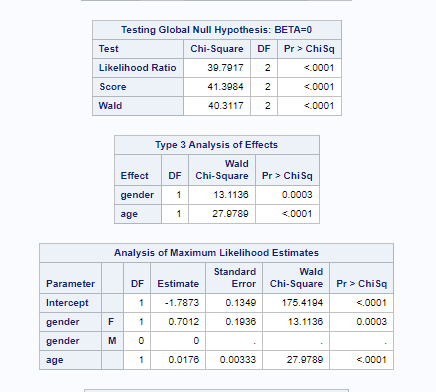 Testing Global Null Hypothesis: BETA=0
Test Chi-Square DF Pr > ChiSq
Likelihood Ratio 39.7917 2 <.0001
Score 41.3984 2 <.0001
Wald 40.3117 2 <.0001
Type 3 Analysis of Effects
Effect DF Wald Chi-Square Pr > ChiSq
gender 1 13.1136 0.0003
age 1 27.9789 <.0001
Analysis of Maximum Likelihood Estimates
Parameter DF Estimate Standard Error Wald Chi-Square Pr > ChiSq
Intercept 1 -1.7873 0.1349 175.4194 <.0001
gender F 1 0.7012 0.1936 13.1136 0.0003
gender M 0 0 . . .
age 1 0.0176 0.00333 27.9789 <.0001